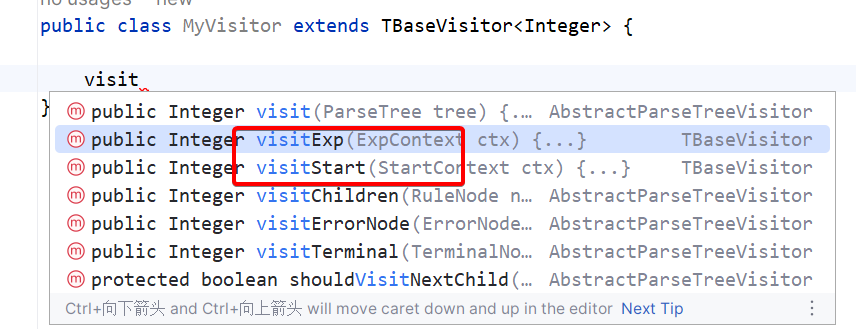 no usages new
public class MyVisitor extends TBaseVisitor<Integer> {
visit
}
m public Integer visit(ParseTree tree) {... AbstractParseTreeVisitor
m public Integer visitExp(ExpContext ctx) {...} TBaseVisitor
m public Integer visitStart(StartContext ctx) {...} TBaseVisitor
m public Integer visitChildren(RuleNode n... AbstractParseTreeVisitor
m public Integer visitErrorNode(ErrorNode... AbstractParseTreeVisitor
m public Integer visitTerminal(TerminalNo... AbstractParseTreeVisitor
m protected boolean shouldVisitNextChild(... AbstractParseTreeVisitor
Ctrl+向下箭头 and Ctrl+向上箭头 will move caret down and up in the editor Next Tip